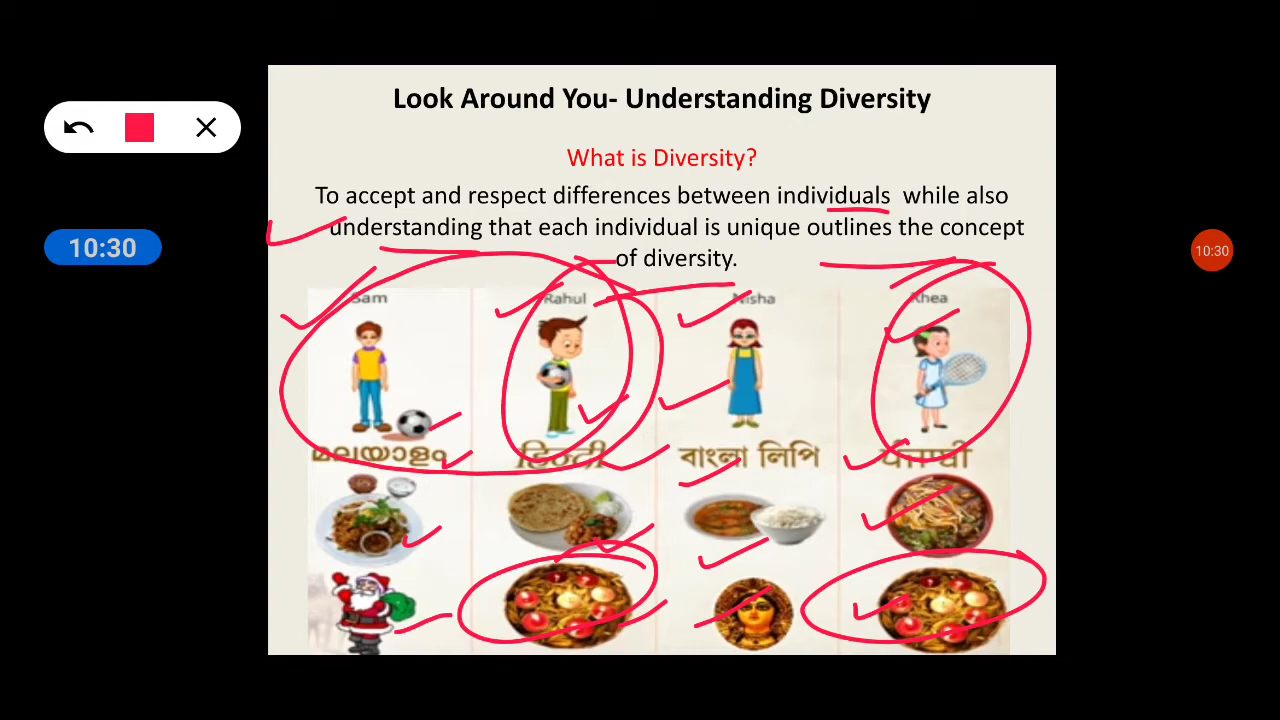 Look Around You- Understanding Diversity
What is Diversity?
To accept and respect differences between individuals while also
understanding that each individual is unique outlines the concept
of diversity.
10:30
10:30
Sam Rahul Nisha Rhea
മലയാളം हिन्दी বাংলা লিপি ਪੰਜਾਬੀ